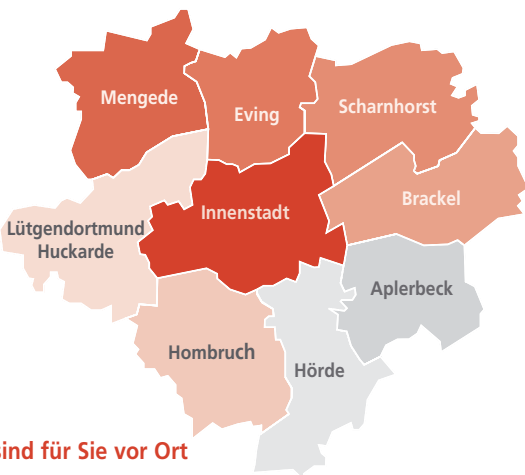 Mengede
Eving
Scharnhorst
Brackel
Innenstadt
Lütgendortmund
Huckarde
Aplerbeck
Hombruch
Hörde
sind für Sie vor Ort